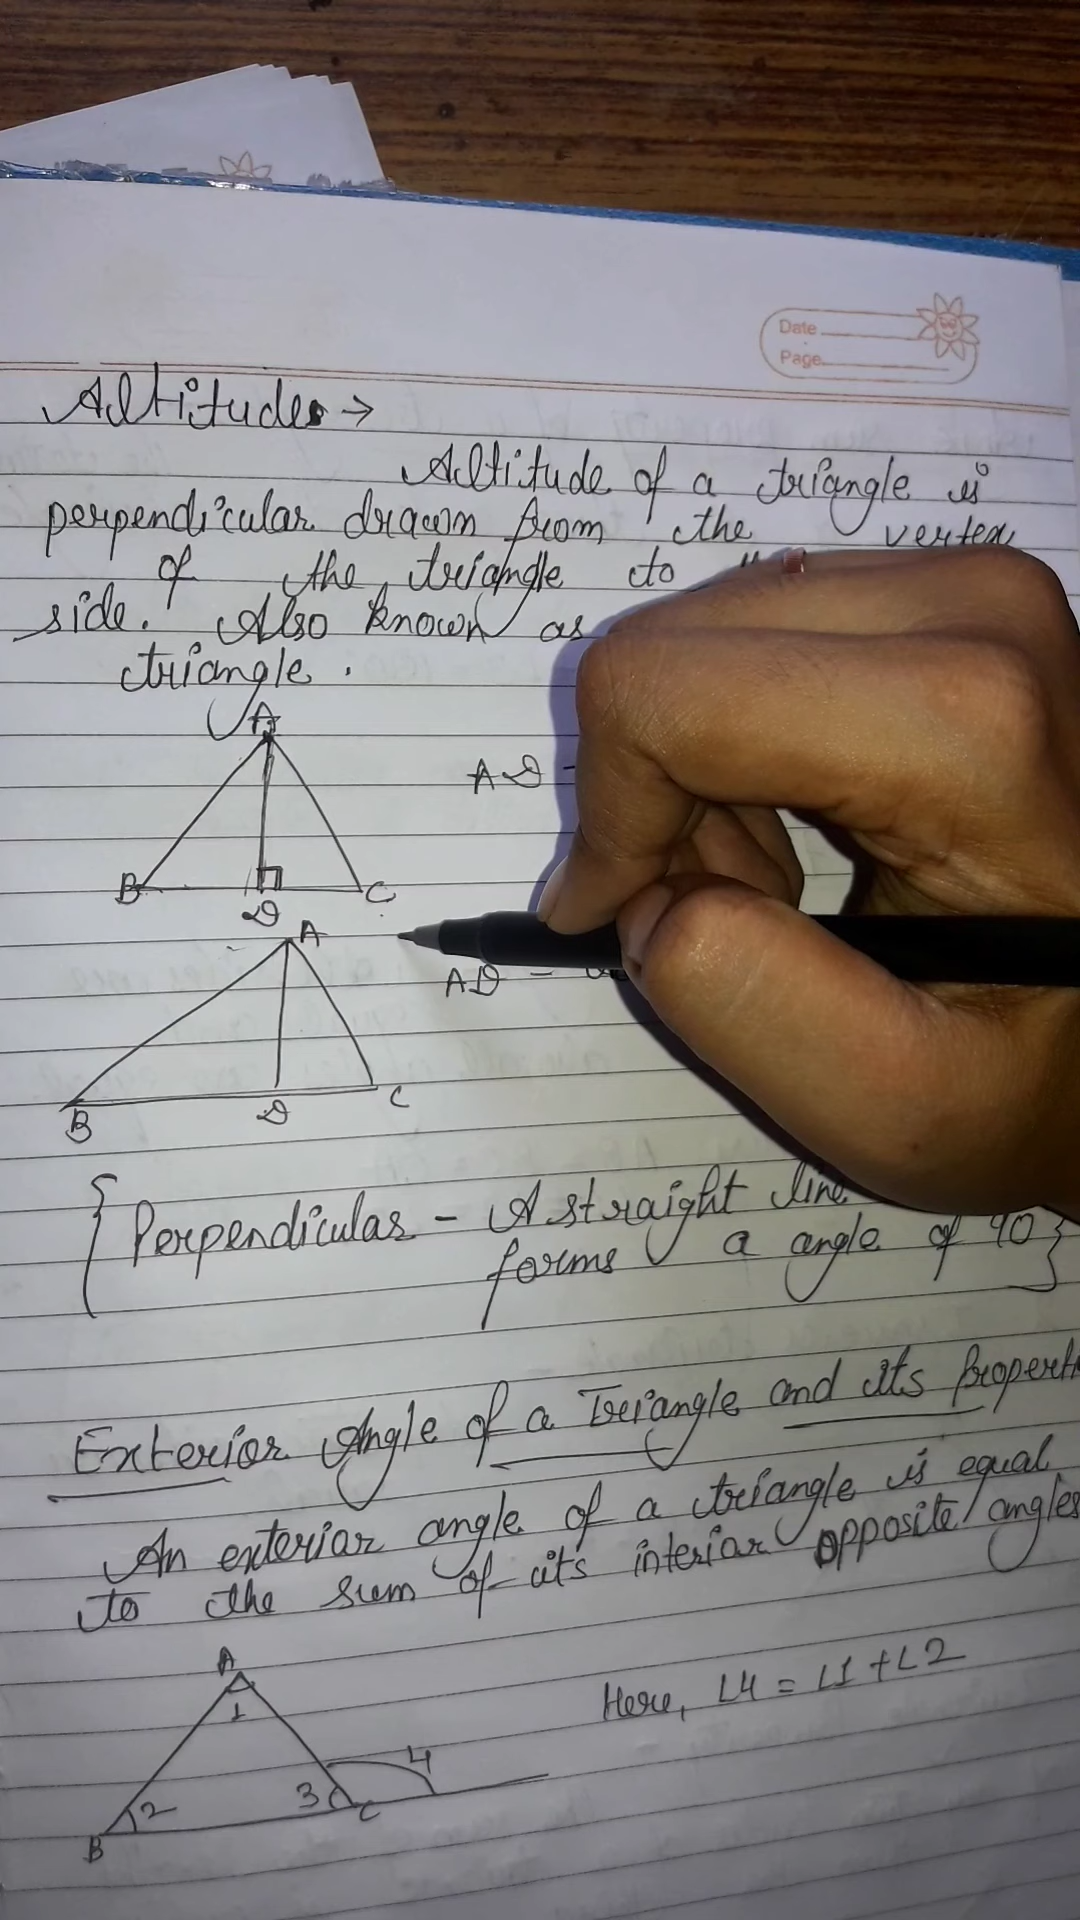 Date
Page
Altitude →
Altitude of a triangle is
perpendicular drawn from the vertex
of the triangle to
side. Also known as
triangle.
A
AD -
B
C
D
A
AD -
B
D
C
{ Perpendicular - A straight line
forms a angle of 90 }
Exterior Angle of a Triangle and its
An exterior angle of a triangle is equal
to the sum of its interior opposite angles
A
1
Here, ∠4 = ∠1 + ∠2
4
2
3
B
C